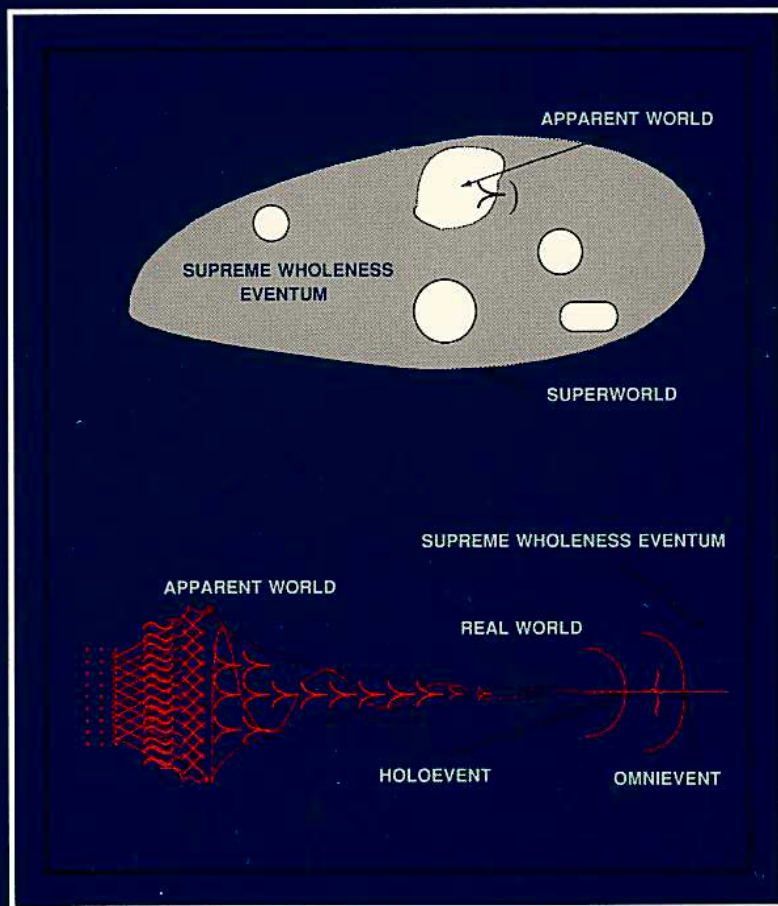 APPARENT WORLD
SUPREME WHOLENESS
EVENTUM
SUPERWORLD
SUPREME WHOLENESS EVENTUM
APPARENT WORLD
REAL WORLD
HOLOEVENT
OMNIEVENT